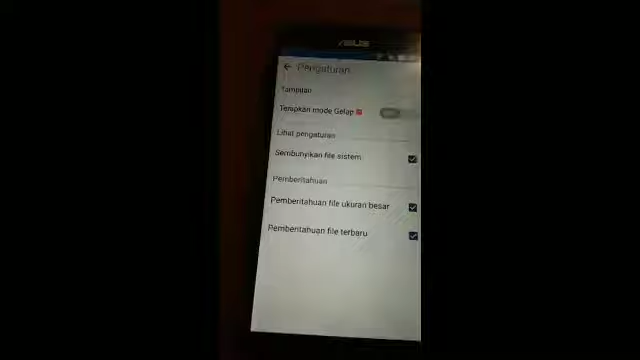 ASUS
Pengaturan
Tampilan
Terapkan mode Gelap
Lihat pengaturan
Sembunyikan file sistem
Pemberitahuan
Pemberitahuan file ukuran besar
Pemberitahuan file terbaru